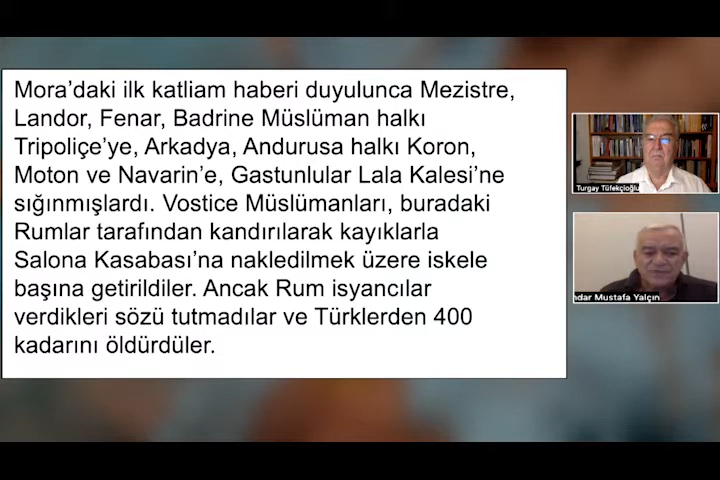 Mora’daki ilk katliam haberi duyulunca Mezistre,
Landor, Fenar, Badrine Müslüman halkı
Tripoliçe’ye, Arkadya, Andurusa halkı Koron,
Moton ve Navarin’e, Gastunlular Lala Kalesi’ne
sığınmışlardı. Vostice Müslümanları, buradaki
Rumlar tarafından kandırılarak kayıklarla
Salona Kasabası’na nakledilmek üzere iskele
başına getirildiler. Ancak Rum isyancılar
verdikleri sözü tutmadılar ve Türklerden 400
kadarını öldürdüler.
Turgay Tüfekçioğlu
ndar Mustafa Yalçın